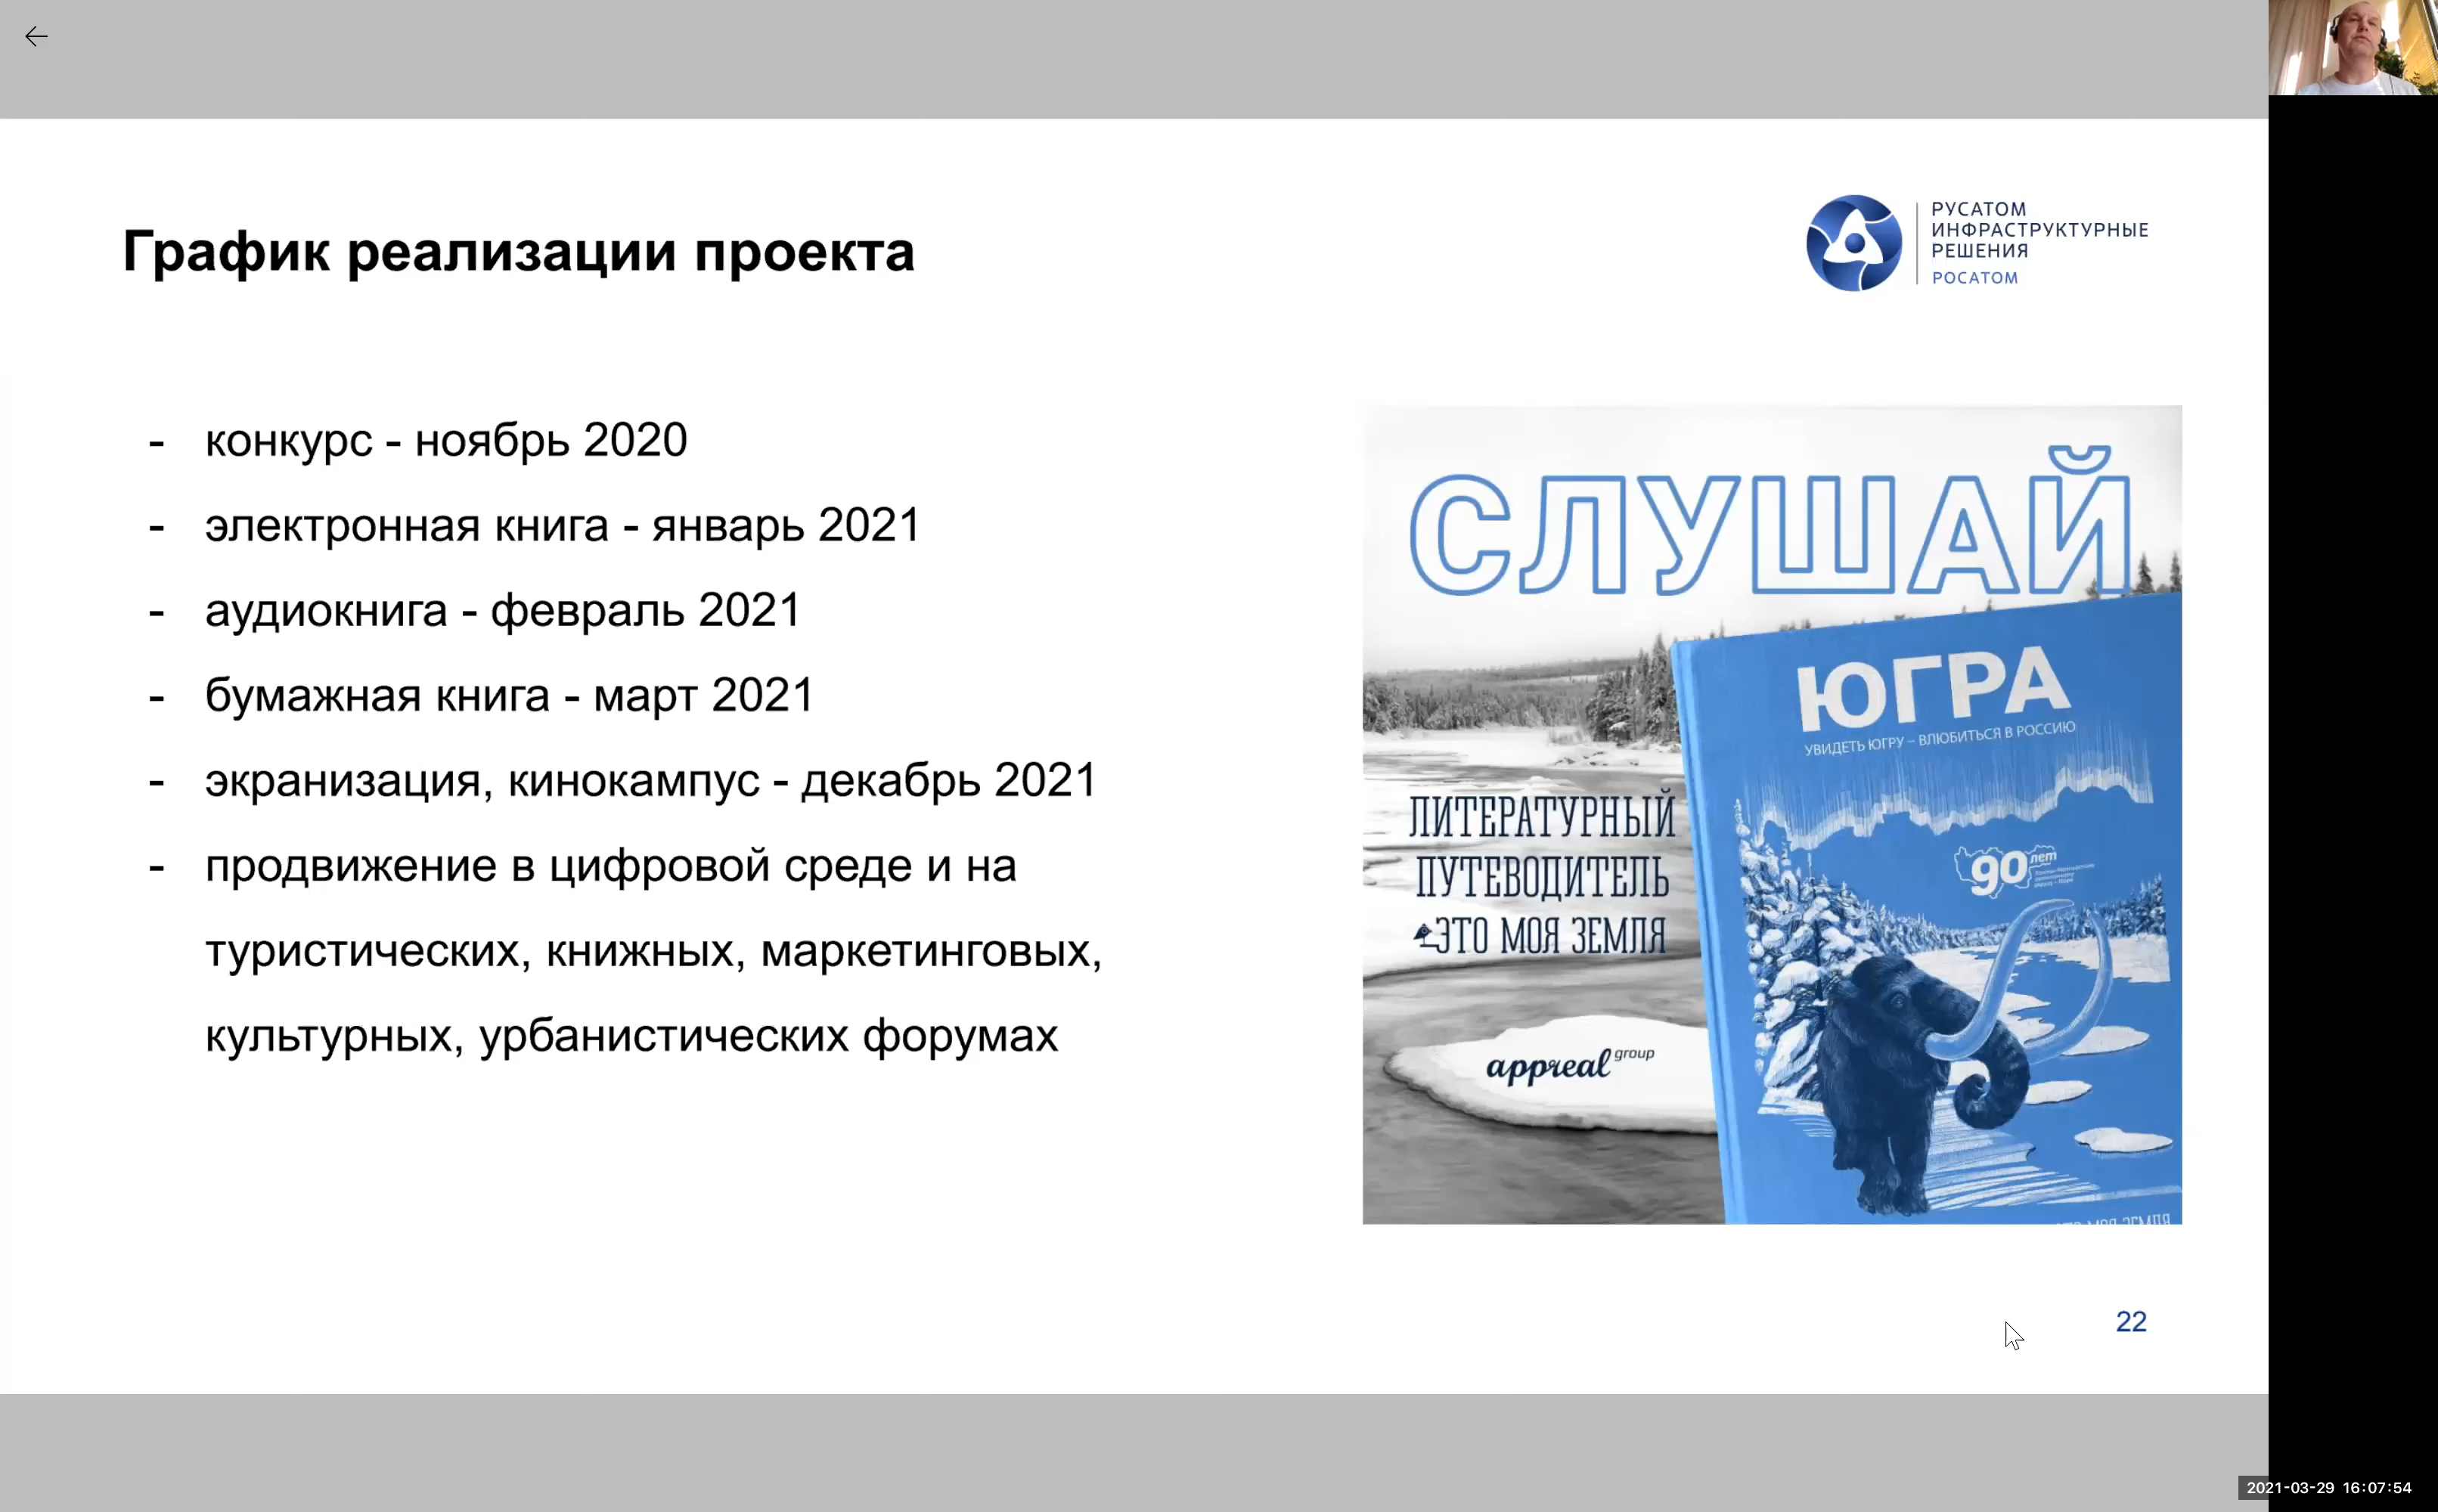 График реализации проекта
РУСАТОМ
ИНФРАСТРУКТУРНЫЕ
РЕШЕНИЯ
РОСАТОМ
- конкурс - ноябрь 2020
- электронная книга - январь 2021
- аудиокнига - февраль 2021
- бумажная книга - март 2021
- экранизация, кинокампус - декабрь 2021
- продвижение в цифровой среде и на
туристических, книжных, маркетинговых,
культурных, урбанистических форумах
СЛУШАЙ
ЛИТЕРАТУРНЫЙ
ПУТЕВОДИТЕЛЬ
ЭТО МОЯ ЗЕМЛЯ
appreal group
ЮГРА
УВИДЕТЬ ЮГРУ – ВЛЮБИТЬСЯ В РОССИЮ
90 лет
МОЯ ЗЕМЛЯ
22
2021-03-29 16:07:54